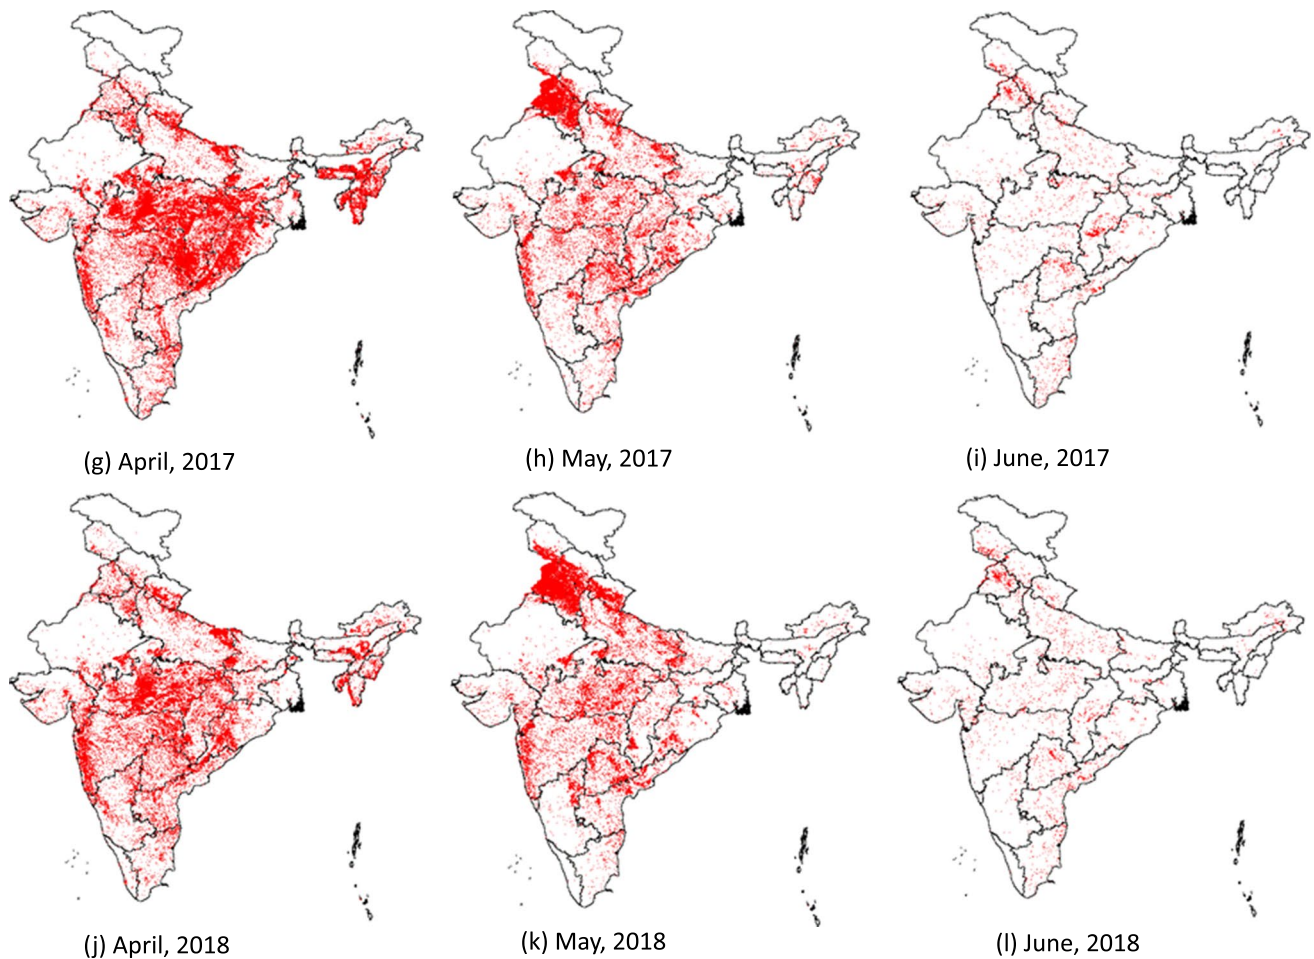 (g) April, 2017
(h) May, 2017
(i) June, 2017
(j) April, 2018
(k) May, 2018
(l) June, 2018